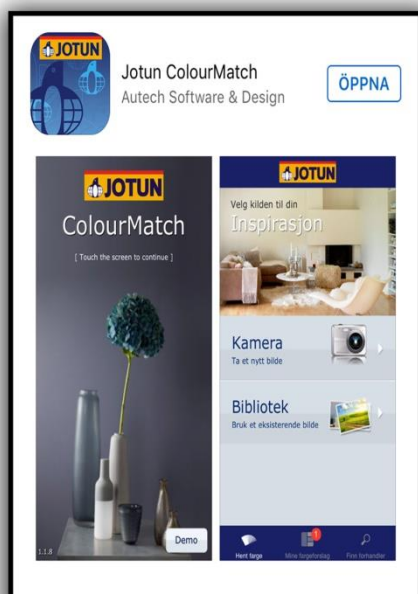 JOTUN
Jotun ColourMatch
Autech Software & Design
ÖPPNA
JOTUN
ColourMatch
[ Touch the screen to continue ]
1.1.8
Demo
JOTUN
Velg kilden til din
Inspirasjon
Kamera
Ta et nytt bilde
Bibliotek
Bruk et eksisterende bilde
1
Hent farge
Mine fargeforslag
Finn forhandler